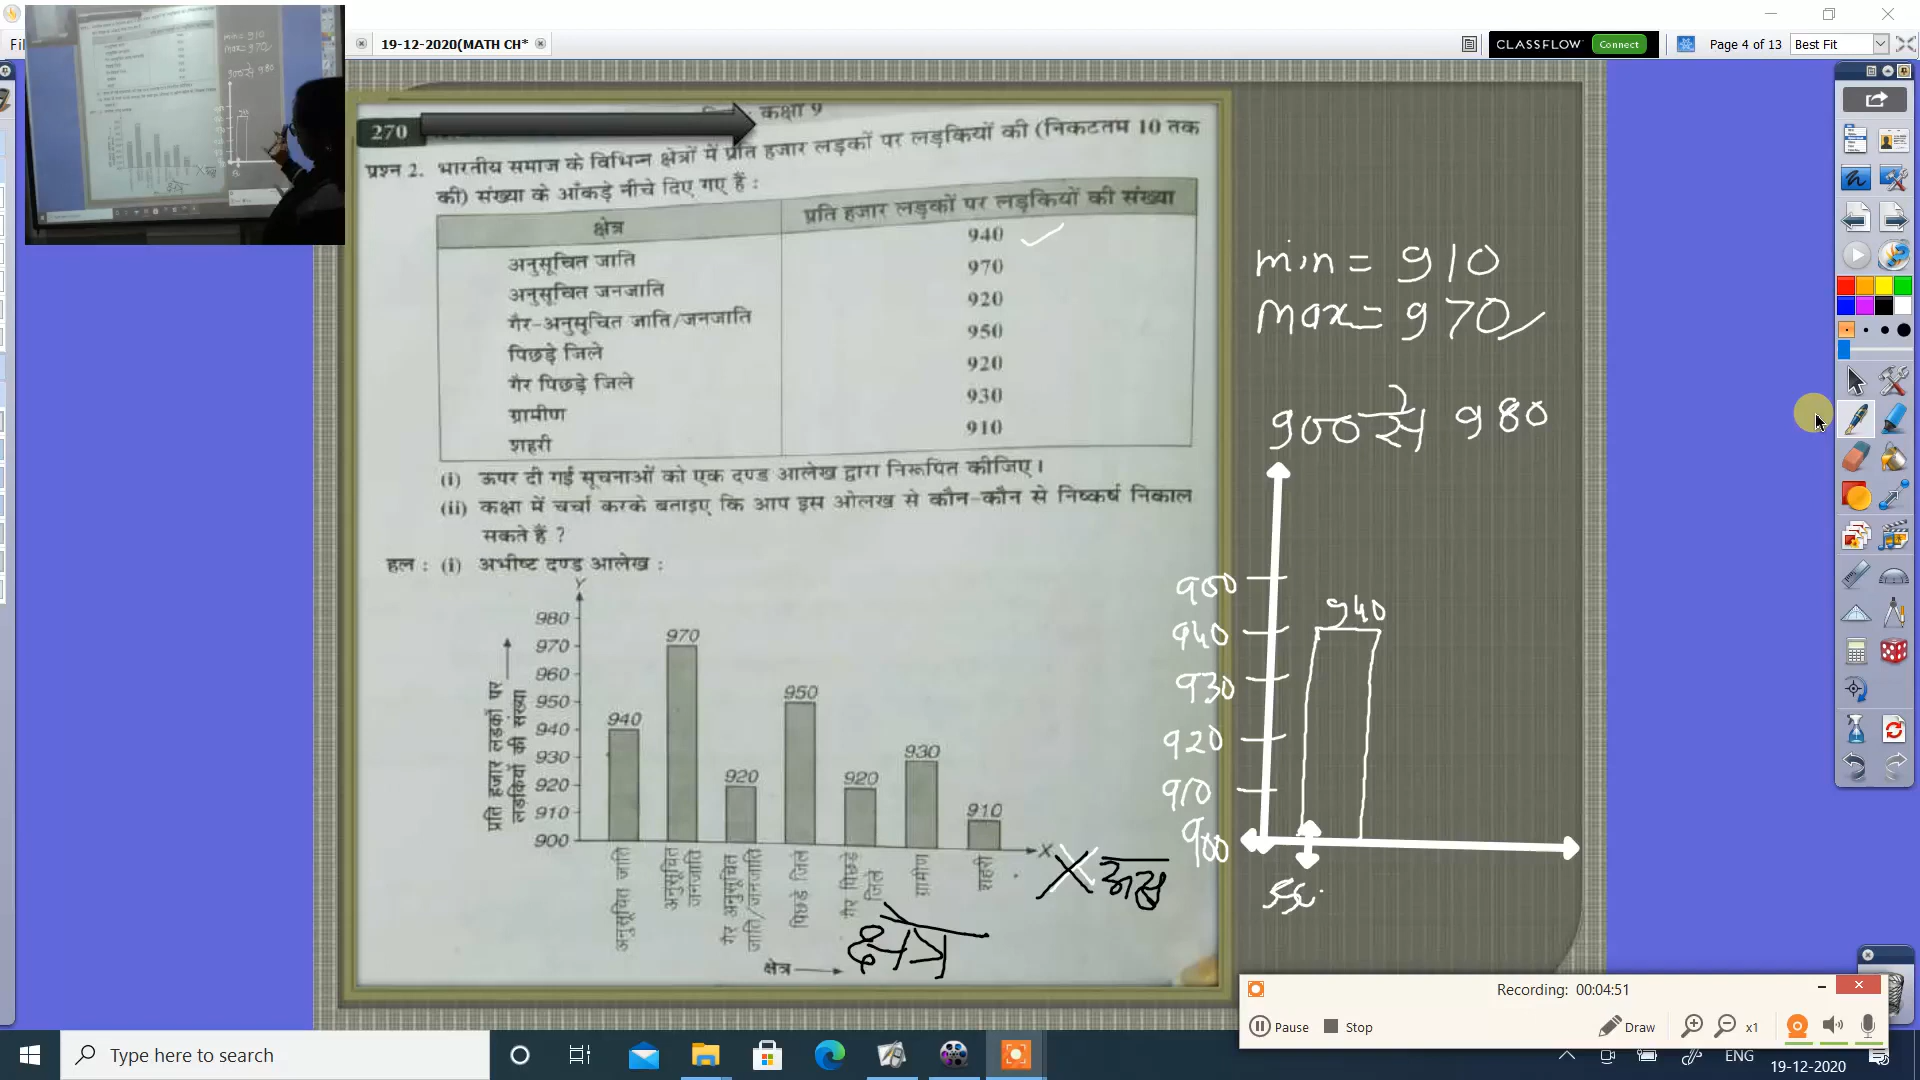 19-12-2020(MATH CH*
CLASSFLOW Connect
Page 4 of 13
Best Fit
min = 910
max = 970
900 से 980
270
कक्षा 9
प्रश्न 2. भारतीय समाज के विभिन्न क्षेत्रों में प्रति हजार लड़कों पर लड़कियों की (निकटतम 10 तक
की) संख्या के आँकड़े नीचे दिए गए हैं :
क्षेत्र प्रति हजार लड़कों पर लड़कियों की संख्या
अनुसूचित जाति 940
अनुसूचित जनजाति 970
गैर-अनुसूचित जाति/जनजाति 920
पिछड़े जिले 950
गैर पिछड़े जिले 920
ग्रामीण 930
शहरी 910
(i) ऊपर दी गई सूचनाओं को एक दण्ड आलेख द्वारा निरूपित कीजिए।
(ii) कक्षा में चर्चा करके बताइए कि आप इस ओलख से कौन-कौन से निष्कर्ष निकाल
सकते हैं ?
हल : (i) अभीष्ट दण्ड आलेख :
Y
980
970
960
950
940
930
920
910
900
प्रति हजार लड़कों पर
लड़कियों की संख्या
940
970
920
950
920
930
910
X
अनुसूचित जाति
अनुसूचित
जनजाति
गैर अनुसूचित
जाति/जनजाति
पिछड़े जिले
गैर पिछड़े
जिले
ग्रामीण
शहरी
क्षेत्र
क्षेत्र
X
940
940
930
920
910
900
Recording: 00:04:51
Pause
Stop
Draw
x1
Type here to search
ENG
19-12-2020